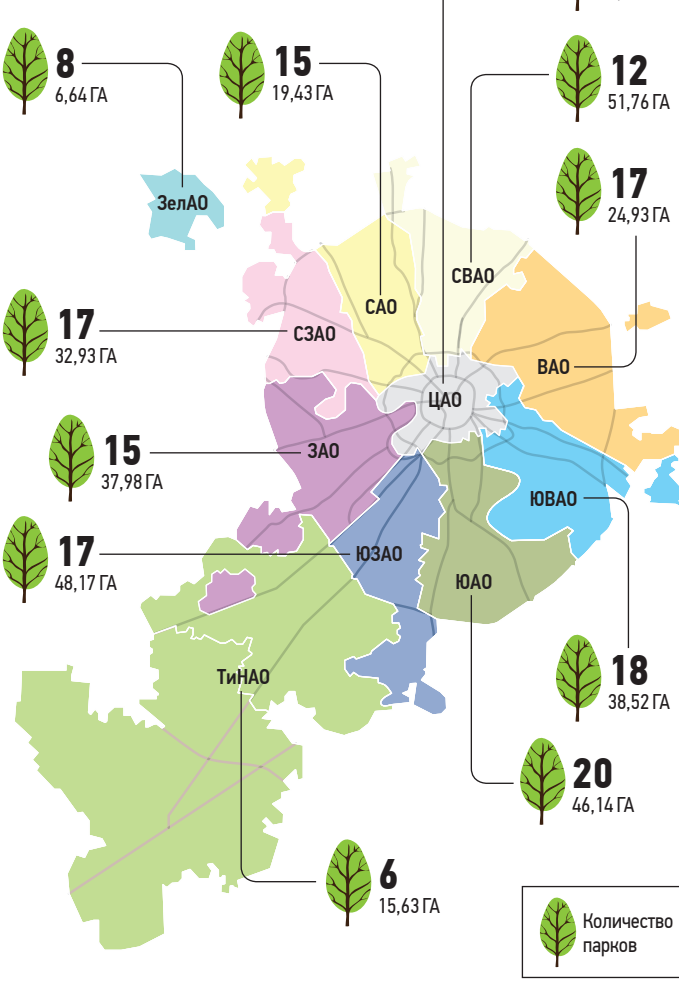 8
6,64 ГА
15
19,43 ГА
12
51,76 ГА
17
24,93 ГА
ЗелАО
СВАО
САО
СЗАО
17
32,93 ГА
ВАО
ЦАО
15
37,98 ГА
ЗАО
ЮВАО
17
48,17 ГА
ЮЗАО
ЮАО
ТиНАО
18
38,52 ГА
20
46,14 ГА
6
15,63 ГА
Количество
парков